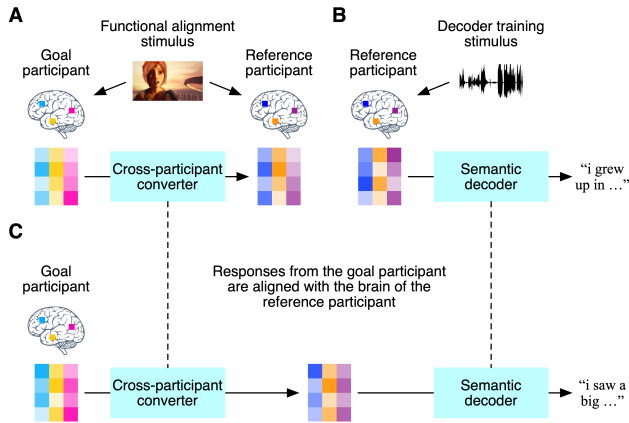 A
Functional alignment
stimulus
Goal
participant
Reference
participant
Cross-participant
converter
B
Decoder training
stimulus
Reference
participant
Semantic
decoder
“i grew
up in …”
C
Goal
participant
Responses from the goal participant
are aligned with the brain of the
reference participant
Cross-participant
converter
Semantic
decoder
“i saw a
big …”